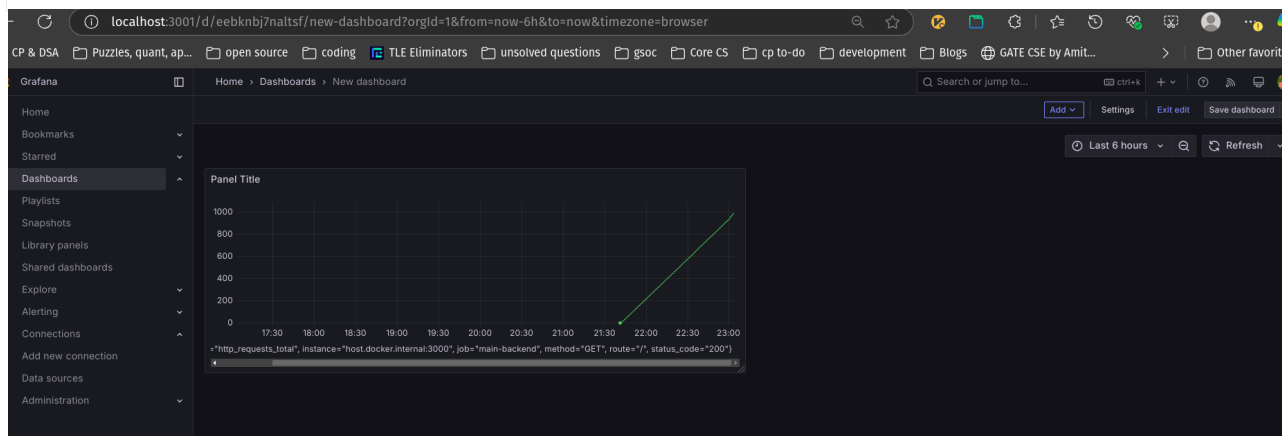 localhost:3001/d/eebknbj7naltsf/new-dashboard?orgId=1&from=now-6h&to=now&timezone=browser
CP & DSA Puzzles, quant, ap... open source coding TLE Eliminators unsolved questions gsoc Core CS cp to-do development Blogs GATE CSE by Amit... > Other favorit
Grafana Home > Dashboards > New dashboard Search or jump to... ctrl+k
Home
Add Settings Exit edit Save dashboard
Bookmarks
Starred
Last 6 hours Refresh
Dashboards
Panel Title
Playlists
Snapshots
Library panels
Shared dashboards
Explore
Alerting
Connections
Add new connection
Data sources
Administration
1000
800
600
400
200
0
17:30 18:00 18:30 19:00 19:30 20:00 20:30 21:00 21:30 22:00 22:30 23:00
="http_requests_total", instance="host.docker.internal:3000", job="main-backend", method="GET", route="/", status_code="200"}